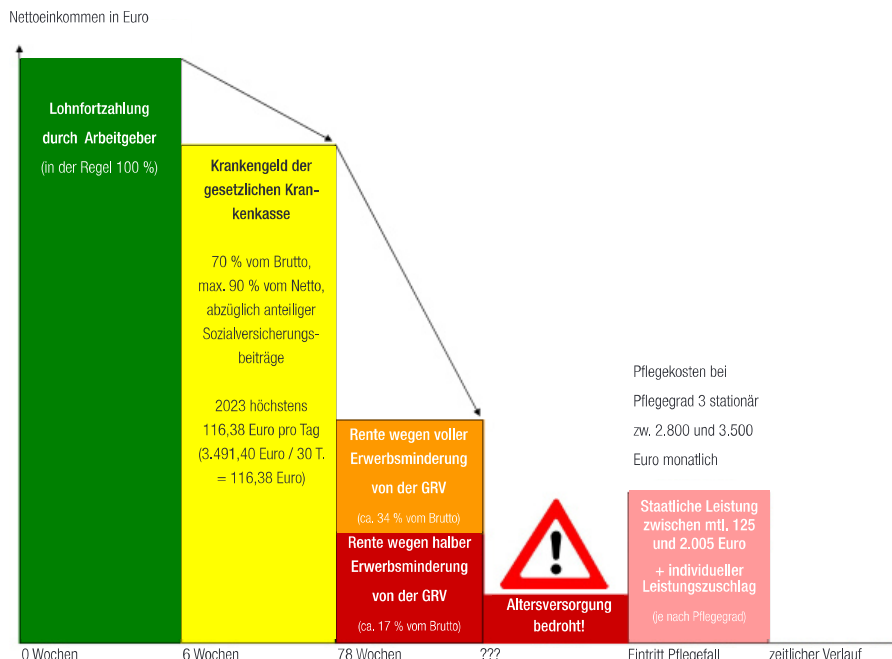 Nettoeinkommen in Euro
Lohnfortzahlung
durch Arbeitgeber
(in der Regel 100 %)
Krankengeld der
gesetzlichen Kran-
kenkasse
70 % vom Brutto,
max. 90 % vom Netto,
abzüglich anteiliger
Sozialversicherungs-
beiträge
2023 höchstens
116,38 Euro pro Tag
(3.491,40 Euro / 30 T.
= 116,38 Euro)
Rente wegen voller
Erwerbsminderung
von der GRV
(ca. 34 % vom Brutto)
Rente wegen halber
Erwerbsminderung
von der GRV
(ca. 17 % vom Brutto)
!
Altersversorgung
bedroht!
Pflegekosten bei
Pflegegrad 3 stationär
zw. 2.800 und 3.500
Euro monatlich
Staatliche Leistung
zwischen mtl. 125
und 2.005 Euro
+ individueller
Leistungszuschlag
(je nach Pflegegrad)
0 Wochen
6 Wochen
78 Wochen
???
Eintritt Pflegefall
zeitlicher Verlauf